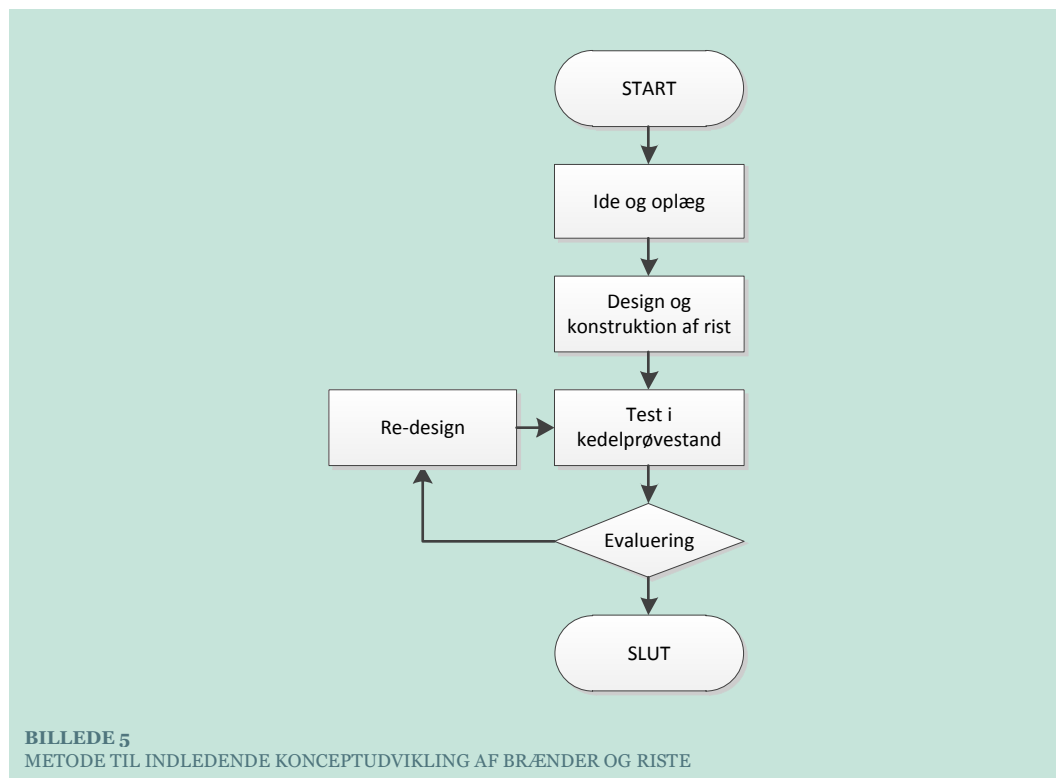 START
Ide og oplæg
Design og
konstruktion af rist
Re-design
Test i
kedelprøvestand
Evaluering
SLUT
BILLEDE 5
METODE TIL INDLEDENDE KONCEPTUDVIKLING AF BRÆNDER OG RISTE